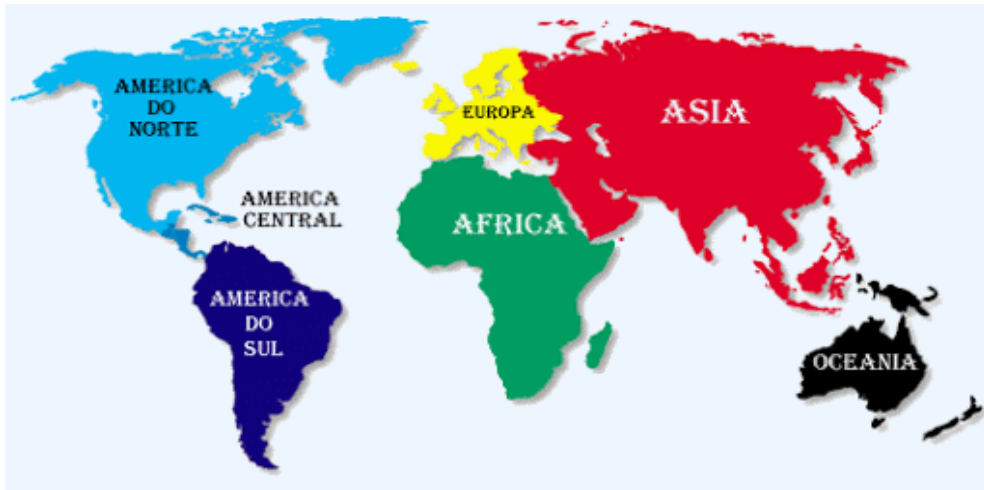 AMERICA
DO
NORTE
EUROPA
ASIA
AMERICA
CENTRAL
AFRICA
AMERICA
DO
SUL
OCEANIA